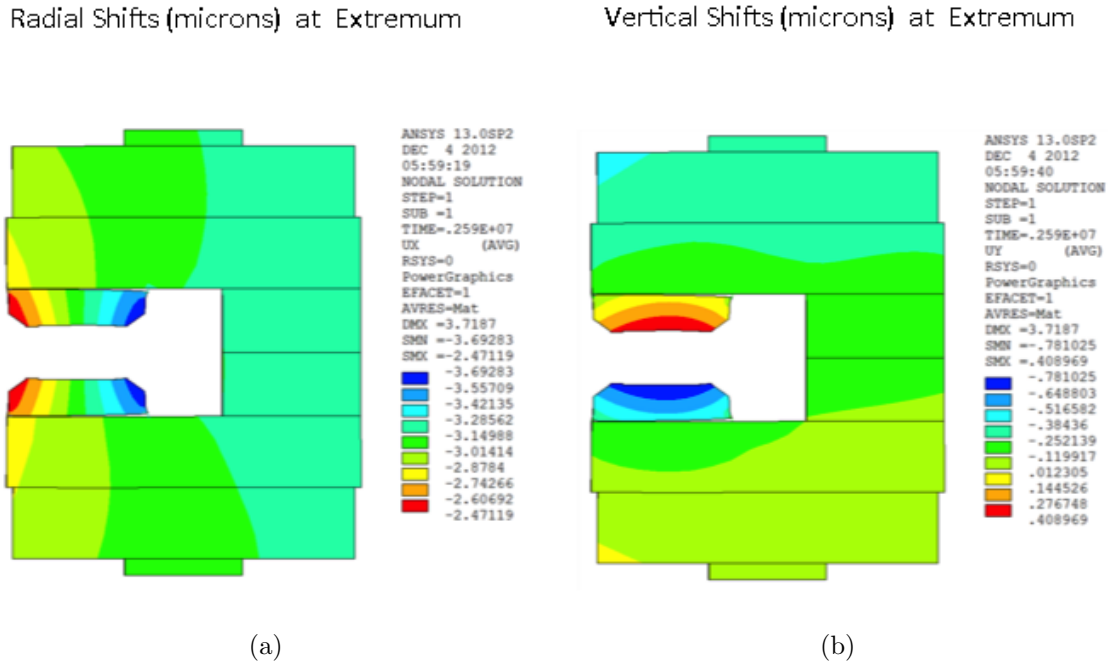 Radial Shifts (microns) at Extremum
ANSYS 13.0SP2
DEC 4 2012
05:59:19
NODAL SOLUTION
STEP=1
SUB =1
TIME=.259E+07
UX (AVG)
RSYS=0
PowerGraphics
EFACET=1
AVRES=Mat
DMX =3.7187
SMN =-3.69283
SMX =-2.47119
-3.69283
-3.55709
-3.42135
-3.28562
-3.14988
-3.01414
-2.8784
-2.74266
-2.60692
-2.47119
(a)
Vertical Shifts (microns) at Extremum
ANSYS 13.0SP2
DEC 4 2012
05:59:40
NODAL SOLUTION
STEP=1
SUB =1
TIME=.259E+07
UY (AVG)
RSYS=0
PowerGraphics
EFACET=1
AVRES=Mat
DMX =3.7187
SMN =-.781025
SMX =.408969
-.781025
-.648803
-.516582
-.38436
-.252139
-.119917
.012305
.144526
.276748
.408969
(b)